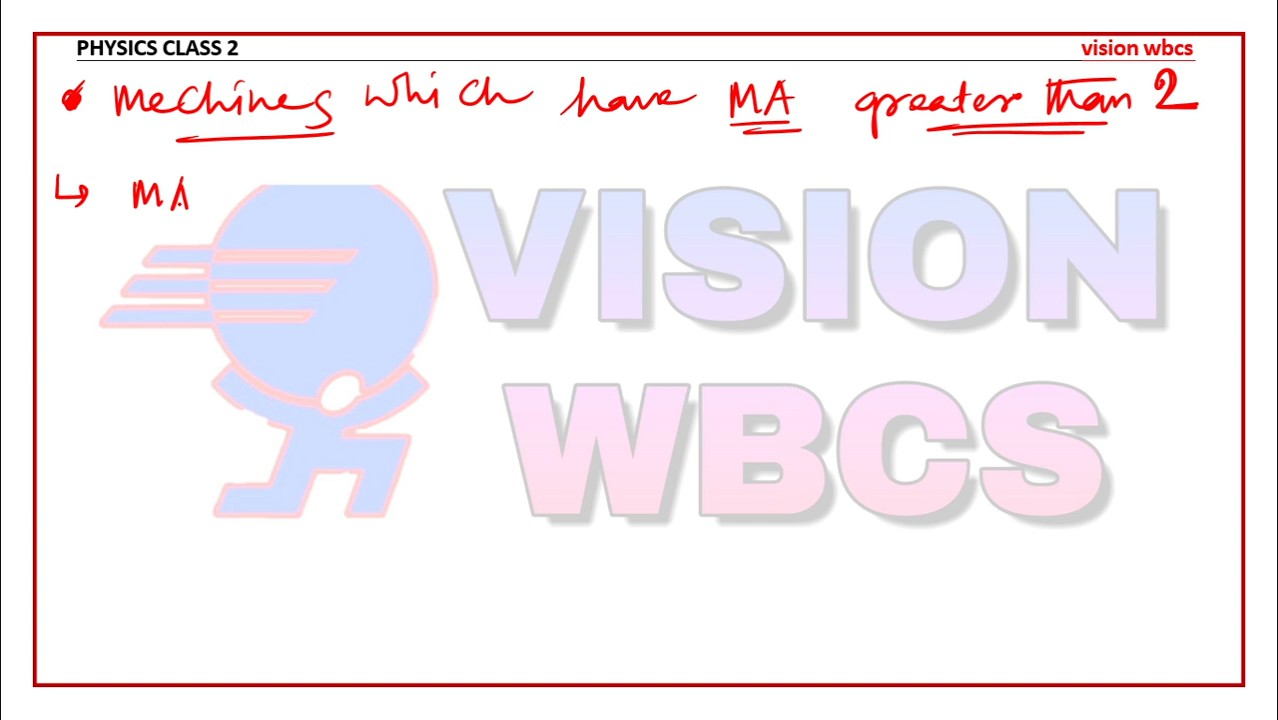 PHYSICS CLASS 2 vision wbcs
• Mechines which have MA greater than 2
↳ MA
VISION
WBCS